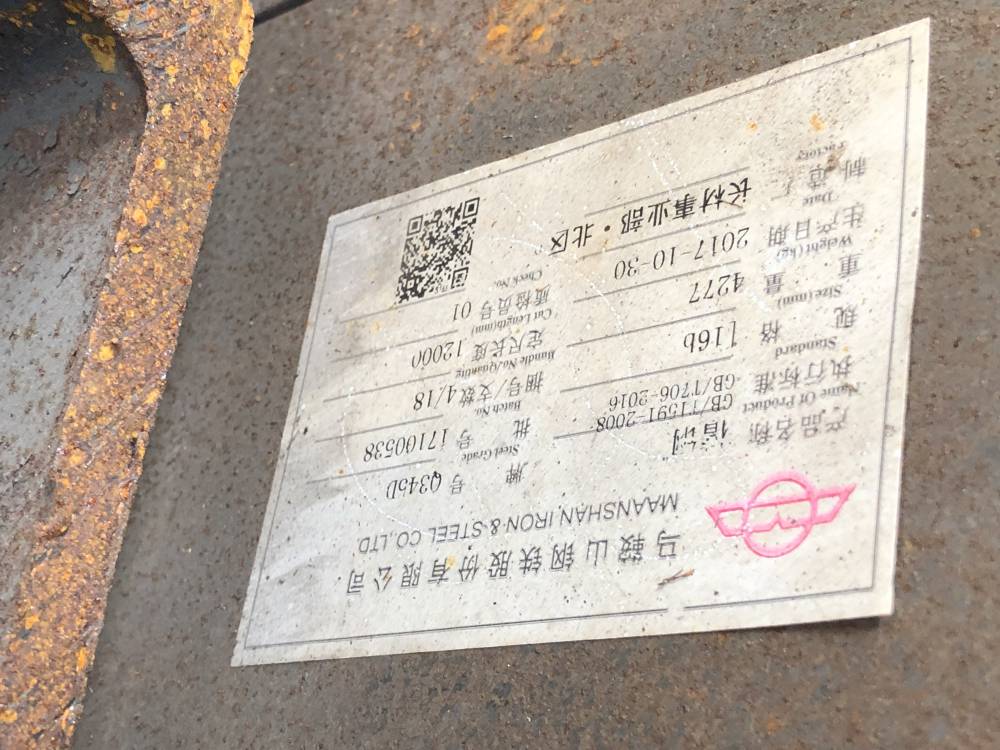 马鞍山钢铁股份有限公司
MAANSHAN IRON & STEEL CO.LTD
产品名称 槽钢
Name Of Product
牌 号 Q345D
Steel Grade
执行标准 GB/T1591-2008
GB/T706-2016
Standard
批 号 17100538
Batch No.
规 格 [16b
Size(mm)
捆号/支数 4/18
Bundle No/Quantity
重 量 4277
Weight(kg)
定尺长度 12000
Cut Length(mm)
生产日期 2017-10-30
Date
质检员号 01
Check No.
制 造 厂 长材事业部·北区
Factory